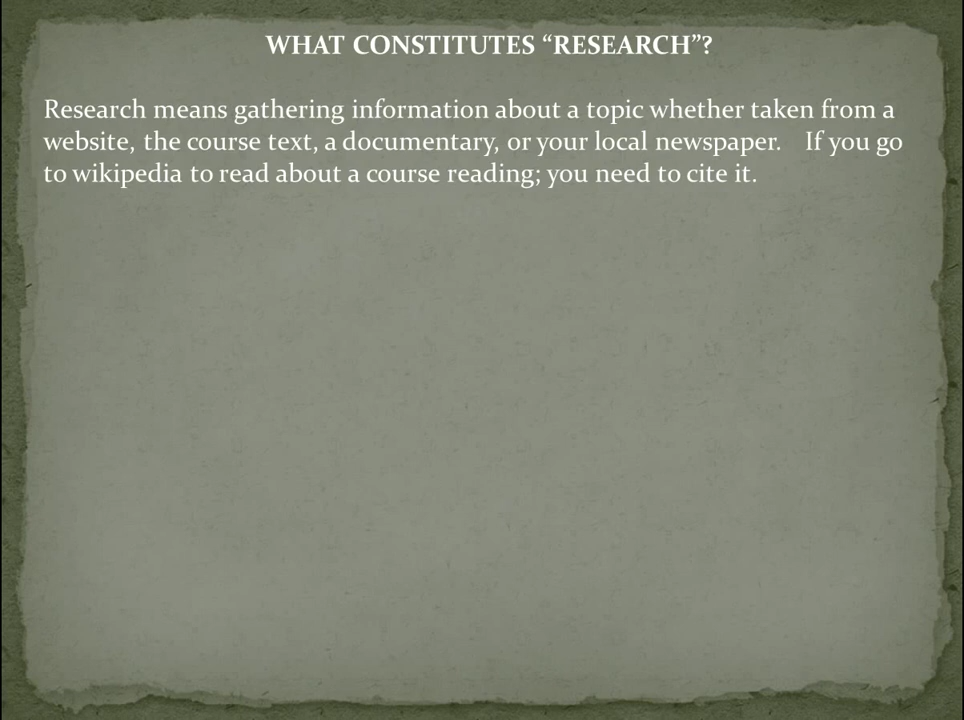 WHAT CONSTITUTES “RESEARCH”?
Research means gathering information about a topic whether taken from a
website, the course text, a documentary, or your local newspaper.    If you go
to wikipedia to read about a course reading; you need to cite it.